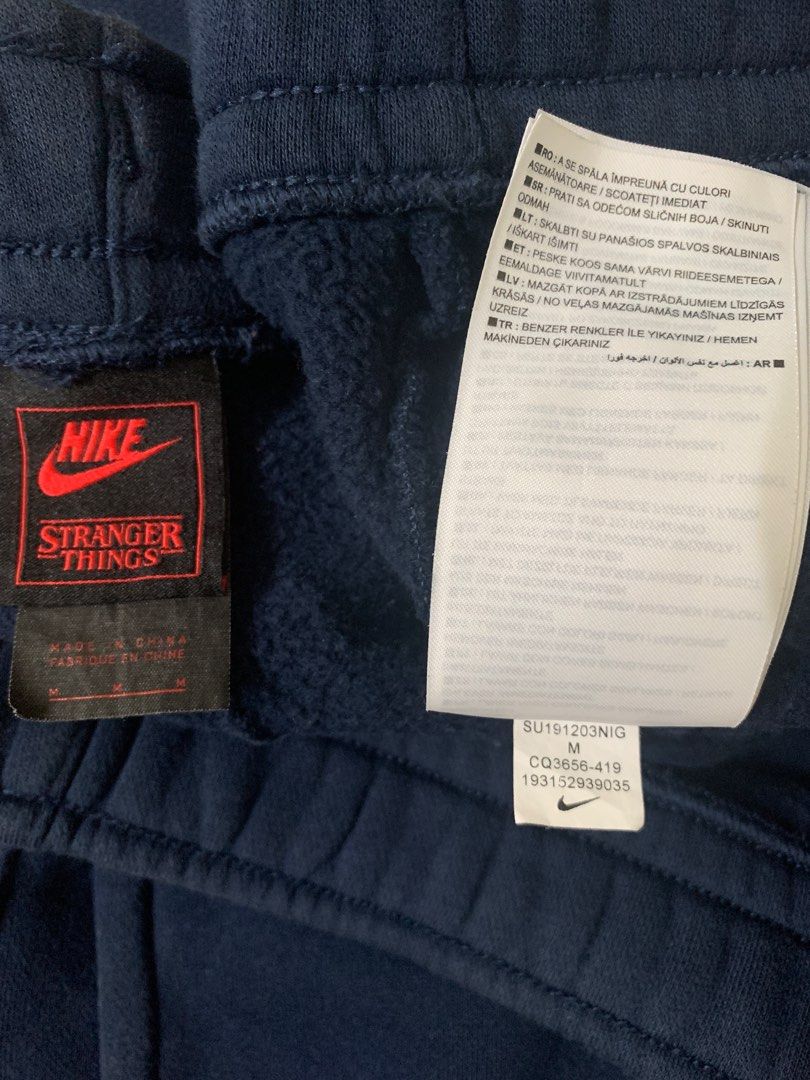 NIKE
STRANGER
THINGS
MADE IN CHINA
FABRIQUÉ EN CHINE
M M M
RO : A SE SPĂLA ÎMPREUNĂ CU CULORI
ASEMĂNĂTOARE / SCOATEȚI IMEDIAT
SR : PRATI SA ODEĆOM SLIČNIH BOJA / SKINUTI
ODMAH
LT : SKALBTI SU PANAŠIOS SPALVOS SKALBINIAIS
/ IŠKART IŠIMTI
ET : PESKE KOOS SAMA VÄRVI RIIDEESEMETEGA /
EEMALDAGE VIIVITAMATULT
LV : MAZGĀT KOPĀ AR IZSTRĀDĀJUMIEM LĪDZĪGĀS
KRĀSĀS / NO VEĻAS MAZGĀJAMĀS MAŠĪNAS IZŅEMT
UZREIZ
TR : BENZER RENKLER İLE YIKAYINIZ / HEMEN
MAKİNEDEN ÇIKARINIZ
AR : اغسل مع نفس الألوان / اخرجه فورا
SU191203NIG
M
CQ3656-419
193152939035